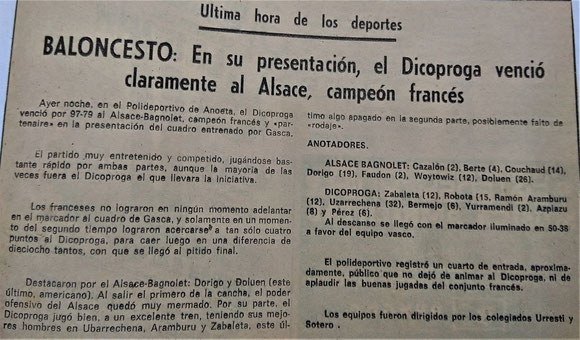 Ultima hora de los deportes
BALONCESTO: En su presentación, el Dicoproga venció
claramente al Alsace, campeón francés
Ayer noche, en el Polideportivo de Anoeta, el Dicoproga
venció por 97-79 al Alsace-Bagnolet, campeón francés y «par-
tenaire» en la presentación del cuadro entrenado por Gasca.
El partido muy entretenido y competido, jugándose bas-
tante rápido por ambas partes, aunque la mayoría de las
veces fuera el Dicoproga el que llevara la iniciativa.
Los franceses no lograron en ningún momento adelantar
en el marcador al cuadro de Gasca, y solamente en un momen-
to del segundo tiempo lograron acercarse a tan sólo cuatro
puntos al Dicoproga, para caer luego en una diferencia de
dieciocho tantos, con que se llegó al pitido final.
Destacaron por el Alsace-Bagnolet: Dorigo y Doluen (este
último, americano). Al salir el primero de la cancha, el poder
ofensivo del Alsace quedó muy mermado. Por su parte, el
Dicoproga jugó bien, a un excelente tren, teniendo sus mejo-
res hombres en Ubarrechena, Aramburu y Zabaleta, este úl-
timo algo apagado en la segunda parte, posiblemente falto de
«rodaje».
ANOTADORES.
ALSACE BAGNOLET: Cazalón (2), Berte (4), Couchaud (14),
Dorigo (19), Faudon (2), Woytowiz (12), Doluen (26).
DICOPROGA: Zabaleta (12), Robota (15, Ramón Aramburu
(12), Uzarrechena (32), Bermejo (6), Yurramendi (2), Azpiazu
(8) y Pérez (6).
Al descanso se llegó con el marcador iluminado en 50-38
a favor del equipo vasco.
El polideportivo registró un cuarto de entrada, aproxima-
damente, público que no dejó de animar al Dicoproga, ni de
aplaudir las buenas jugadas del conjunto francés.
Los equipos fueron dirigidos por los colegiados Urresti y
Sotero.